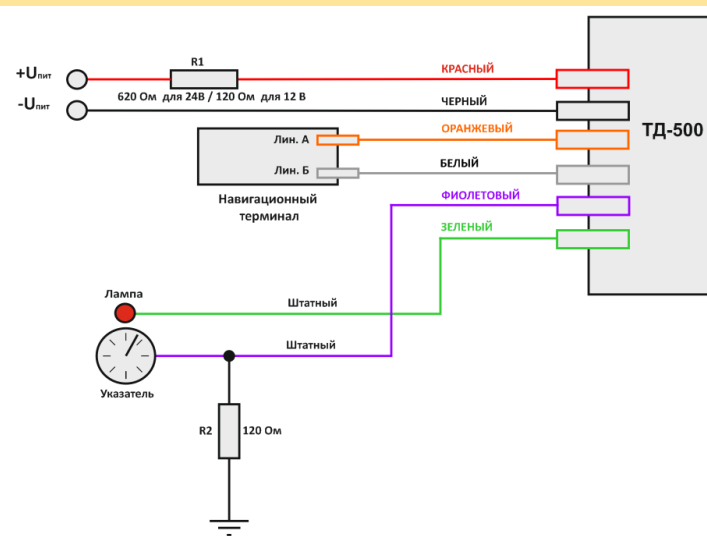 R1
+Uпит
КРАСНЫЙ
620 Ом для 24В / 120 Ом для 12 В
-Uпит
ЧЕРНЫЙ
ОРАНЖЕВЫЙ
ТД-500
Лин. А
БЕЛЫЙ
Лин. Б
Навигационный
терминал
ФИОЛЕТОВЫЙ
ЗЕЛЕНЫЙ
Лампа
Штатный
Штатный
Указатель
R2
120 Ом